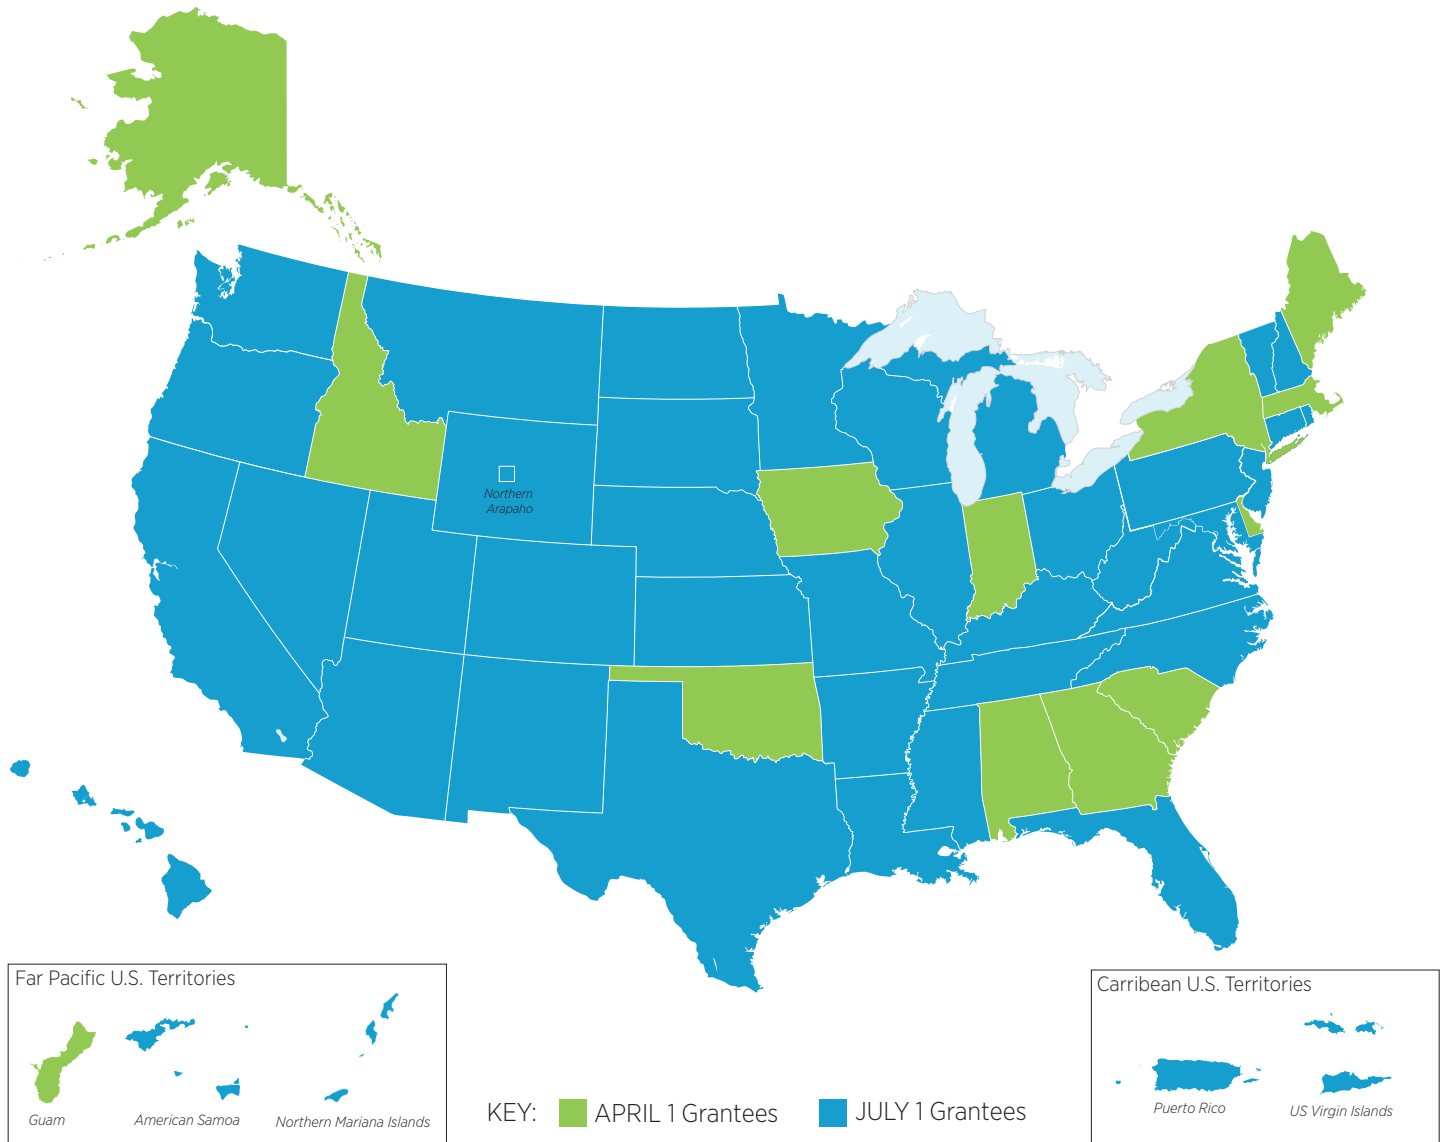 Northern
Arapaho
Far Pacific U.S. Territories
Guam
American Samoa
Northern Mariana Islands
KEY:
APRIL 1 Grantees
JULY 1 Grantees
Carribean U.S. Territories
Puerto Rico
US Virgin Islands